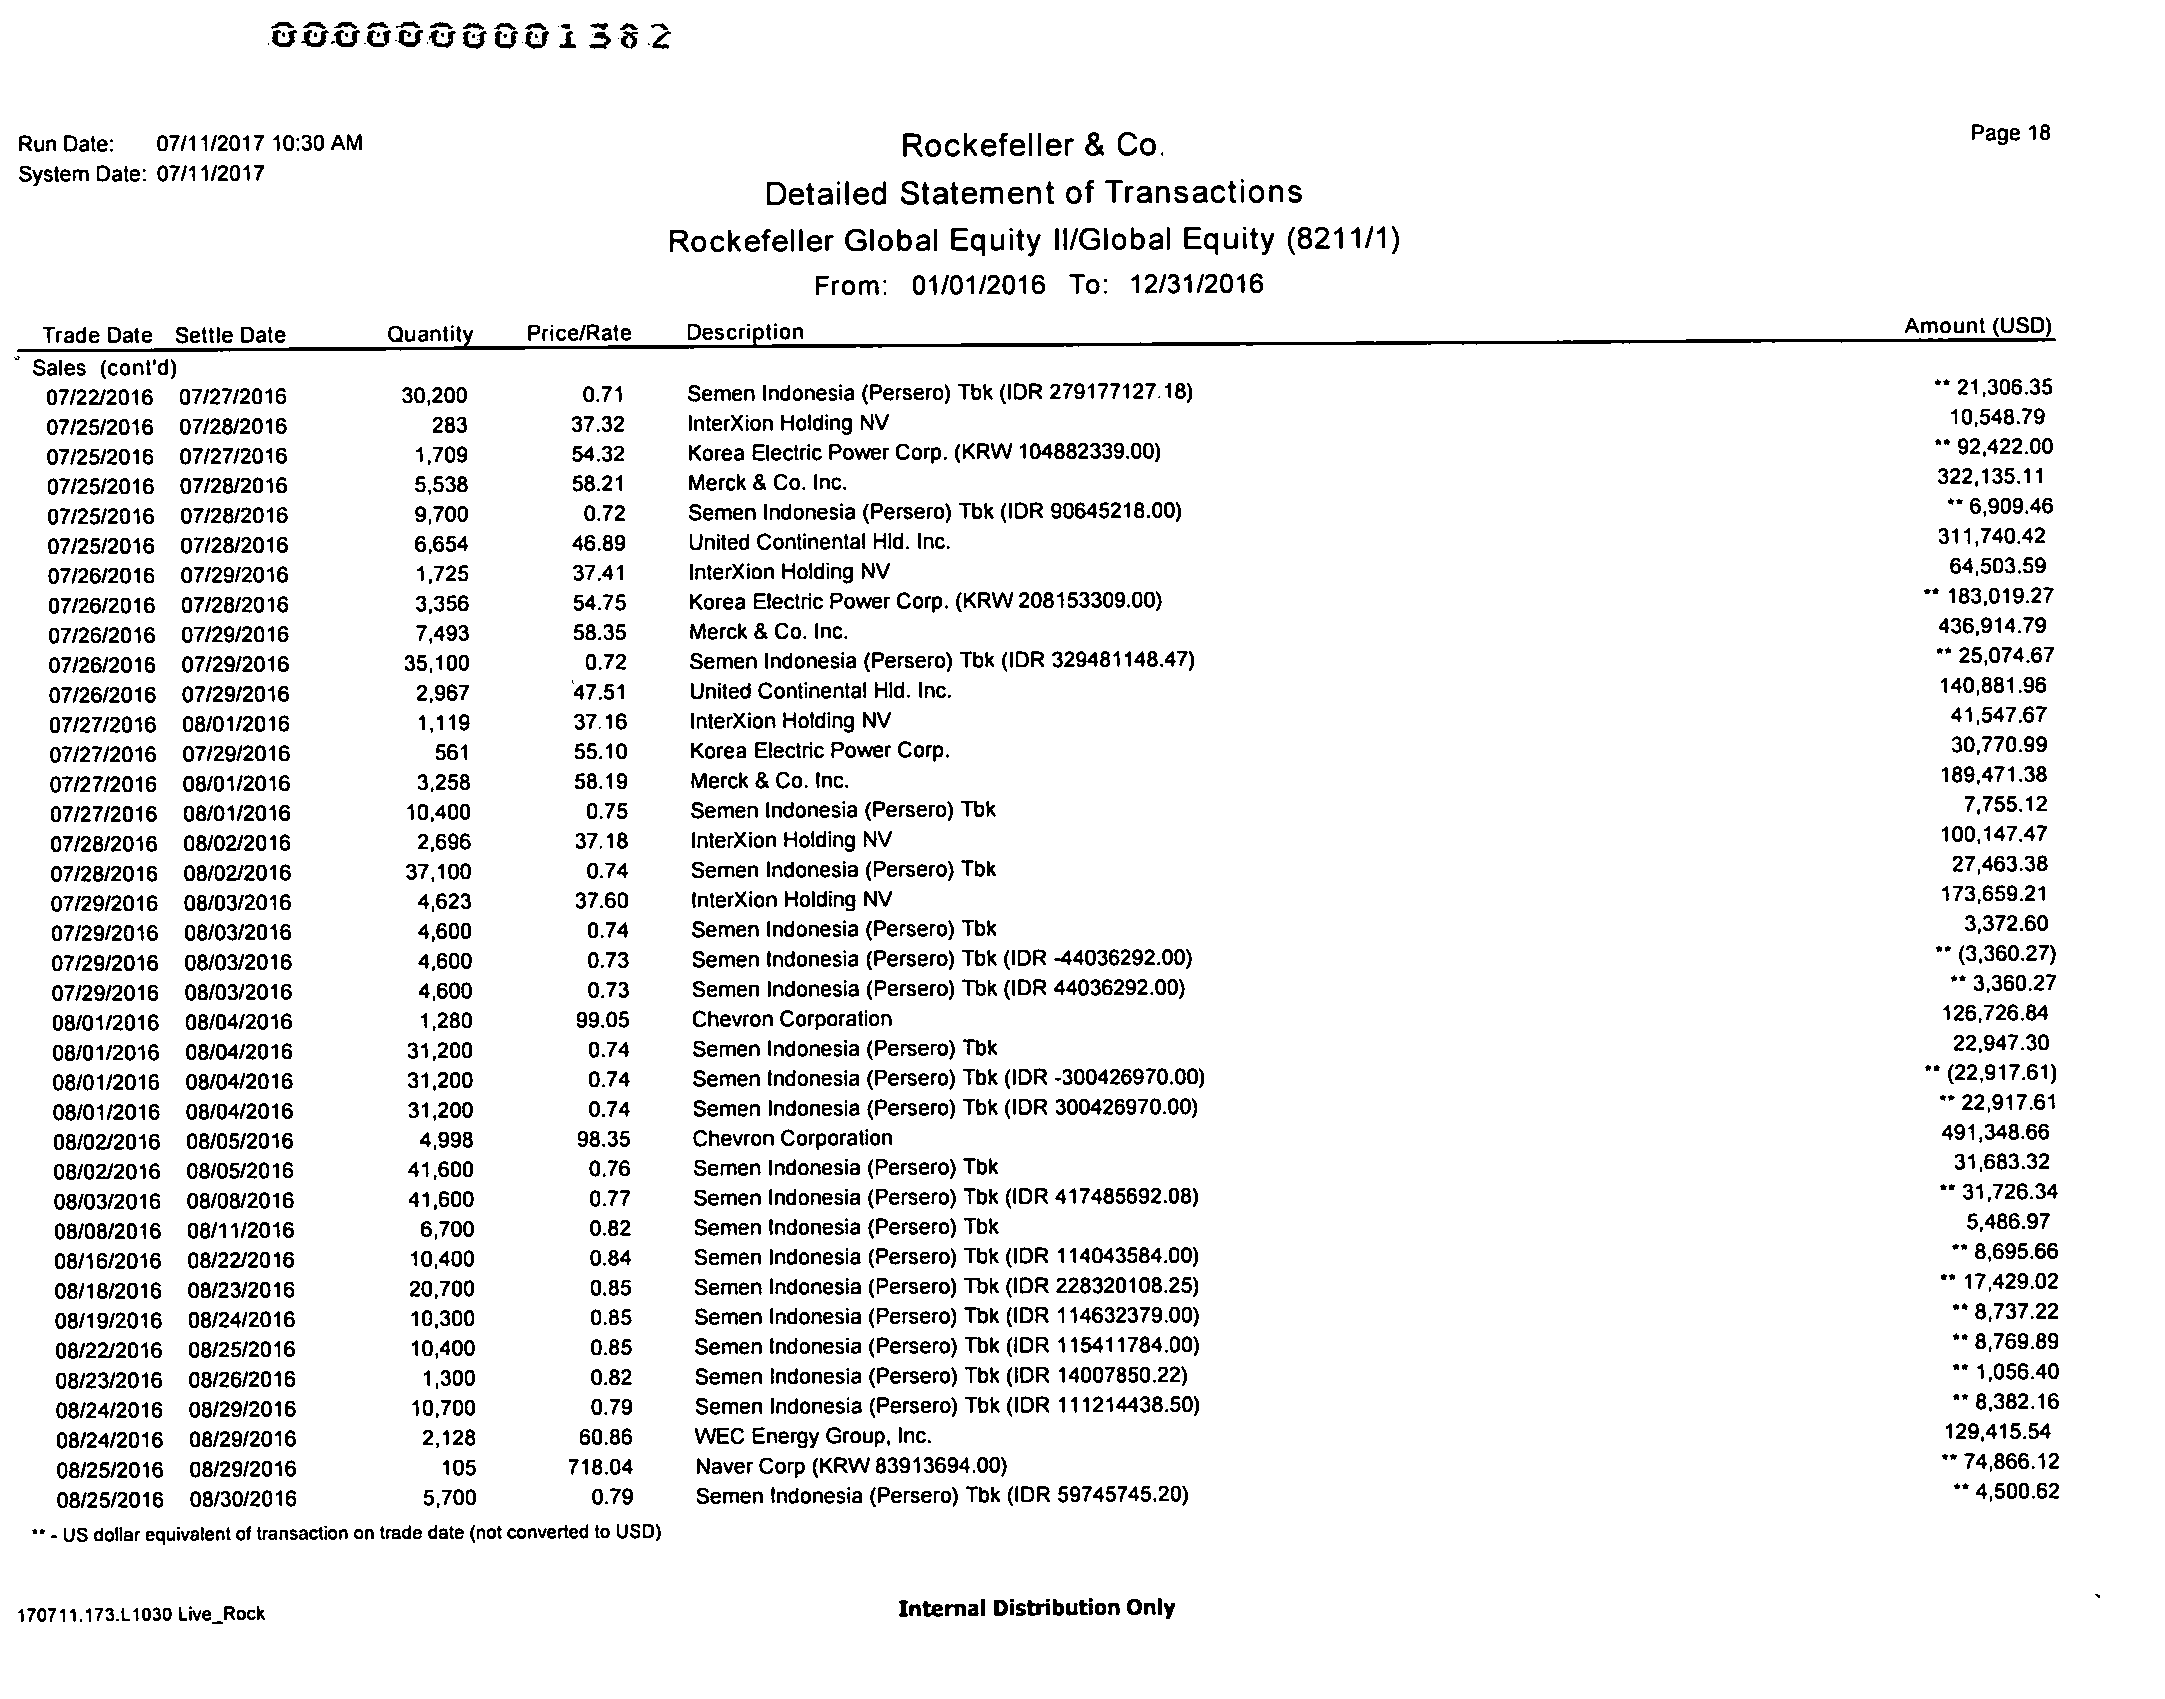 0000000001382
Run Date: 07/11/2017 10:30 AM
System Date: 07/11/2017
Rockefeller & Co.
Page 18
Detailed Statement of Transactions
Rockefeller Global Equity II/Global Equity (8211/1)
From: 01/01/2016 To: 12/31/2016
Trade Date Settle Date Quantity Price/Rate Description Amount (USD)
Sales (cont'd)
07/22/2016 07/27/2016 30,200 0.71 Semen Indonesia (Persero) Tbk (IDR 279177127.18) ** 21,306.35
07/25/2016 07/28/2016 283 37.32 InterXion Holding NV 10,548.79
07/25/2016 07/27/2016 1,709 54.32 Korea Electric Power Corp. (KRW 104882339.00) ** 92,422.00
07/25/2016 07/28/2016 5,538 58.21 Merck & Co. Inc. 322,135.11
07/25/2016 07/28/2016 9,700 0.72 Semen Indonesia (Persero) Tbk (IDR 90645218.00) ** 6,909.46
07/25/2016 07/28/2016 6,654 46.89 United Continental Hld. Inc. 311,740.42
07/26/2016 07/29/2016 1,725 37.41 InterXion Holding NV 64,503.59
07/26/2016 07/28/2016 3,356 54.75 Korea Electric Power Corp. (KRW 208153309.00) ** 183,019.27
07/26/2016 07/29/2016 7,493 58.35 Merck & Co. Inc. 436,914.79
07/26/2016 07/29/2016 35,100 0.72 Semen Indonesia (Persero) Tbk (IDR 329481148.47) ** 25,074.67
07/26/2016 07/29/2016 2,967 47.51 United Continental Hld. Inc. 140,881.96
07/27/2016 08/01/2016 1,119 37.16 InterXion Holding NV 41,547.67
07/27/2016 07/29/2016 561 55.10 Korea Electric Power Corp. 30,770.99
07/27/2016 08/01/2016 3,258 58.19 Merck & Co. Inc. 189,471.38
07/27/2016 08/01/2016 10,400 0.75 Semen Indonesia (Persero) Tbk 7,755.12
07/28/2016 08/02/2016 2,696 37.18 InterXion Holding NV 100,147.47
07/28/2016 08/02/2016 37,100 0.74 Semen Indonesia (Persero) Tbk 27,463.38
07/29/2016 08/03/2016 4,623 37.60 InterXion Holding NV 173,659.21
07/29/2016 08/03/2016 4,600 0.74 Semen Indonesia (Persero) Tbk 3,372.60
07/29/2016 08/03/2016 4,600 0.73 Semen Indonesia (Persero) Tbk (IDR -44036292.00) ** (3,360.27)
07/29/2016 08/03/2016 4,600 0.73 Semen Indonesia (Persero) Tbk (IDR 44036292.00) ** 3,360.27
08/01/2016 08/04/2016 1,280 99.05 Chevron Corporation 126,726.84
08/01/2016 08/04/2016 31,200 0.74 Semen Indonesia (Persero) Tbk 22,947.30
08/01/2016 08/04/2016 31,200 0.74 Semen Indonesia (Persero) Tbk (IDR -300426970.00) ** (22,917.61)
08/01/2016 08/04/2016 31,200 0.74 Semen Indonesia (Persero) Tbk (IDR 300426970.00) ** 22,917.61
08/02/2016 08/05/2016 4,998 98.35 Chevron Corporation 491,348.66
08/02/2016 08/05/2016 41,600 0.76 Semen Indonesia (Persero) Tbk 31,683.32
08/03/2016 08/08/2016 41,600 0.77 Semen Indonesia (Persero) Tbk (IDR 417485692.08) ** 31,726.34
08/08/2016 08/11/2016 6,700 0.82 Semen Indonesia (Persero) Tbk 5,486.97
08/16/2016 08/22/2016 10,400 0.84 Semen Indonesia (Persero) Tbk (IDR 114043584.00) ** 8,695.66
08/18/2016 08/23/2016 20,700 0.85 Semen Indonesia (Persero) Tbk (IDR 228320108.25) ** 17,429.02
08/19/2016 08/24/2016 10,300 0.85 Semen Indonesia (Persero) Tbk (IDR 114632379.00) ** 8,737.22
08/22/2016 08/25/2016 10,400 0.85 Semen Indonesia (Persero) Tbk (IDR 115411784.00) ** 8,769.89
08/23/2016 08/26/2016 1,300 0.82 Semen Indonesia (Persero) Tbk (IDR 14007850.22) ** 1,056.40
08/24/2016 08/29/2016 10,700 0.79 Semen Indonesia (Persero) Tbk (IDR 111214438.50) ** 8,382.16
08/24/2016 08/29/2016 2,128 60.86 WEC Energy Group, Inc. 129,415.54
08/25/2016 08/29/2016 105 718.04 Naver Corp (KRW 83913694.00) ** 74,866.12
08/25/2016 08/30/2016 5,700 0.79 Semen Indonesia (Persero) Tbk (IDR 59745745.20) ** 4,500.62
** - US dollar equivalent of transaction on trade date (not converted to USD)
170711.173.L1030 Live_Rock
Internal Distribution Only